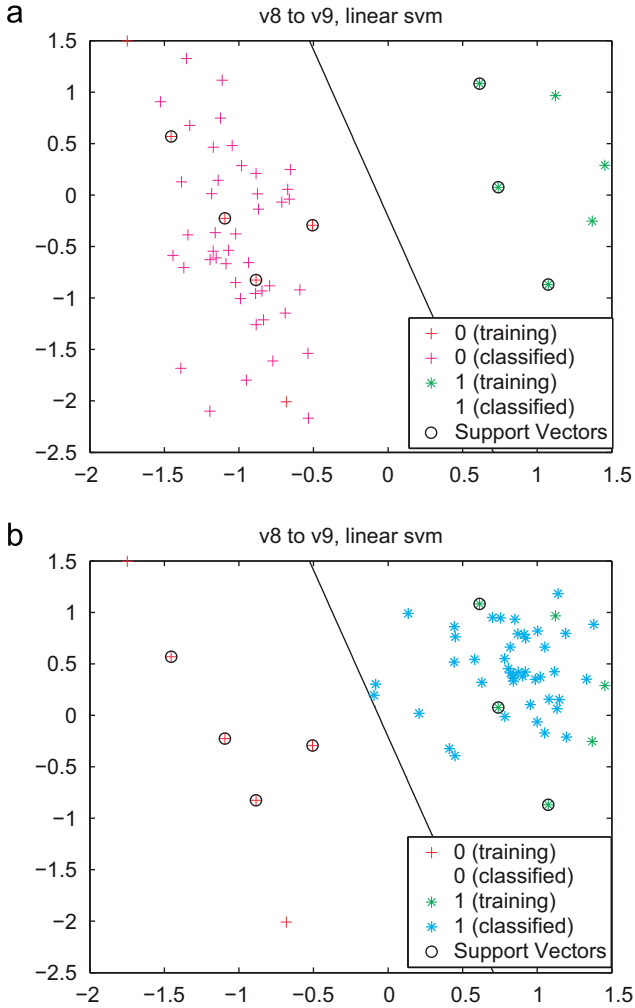 a
v8 to v9, linear svm
1.5
1
0.5
0
−0.5
−1
−1.5
−2
−2.5
0 (training)
0 (classified)
1 (training)
1 (classified)
Support Vectors
−2 −1.5 −1 −0.5 0 0.5 1 1.5
b
v8 to v9, linear svm
1.5
1
0.5
0
−0.5
−1
−1.5
−2
−2.5
0 (training)
0 (classified)
1 (training)
1 (classified)
Support Vectors
−2 −1.5 −1 −0.5 0 0.5 1 1.5